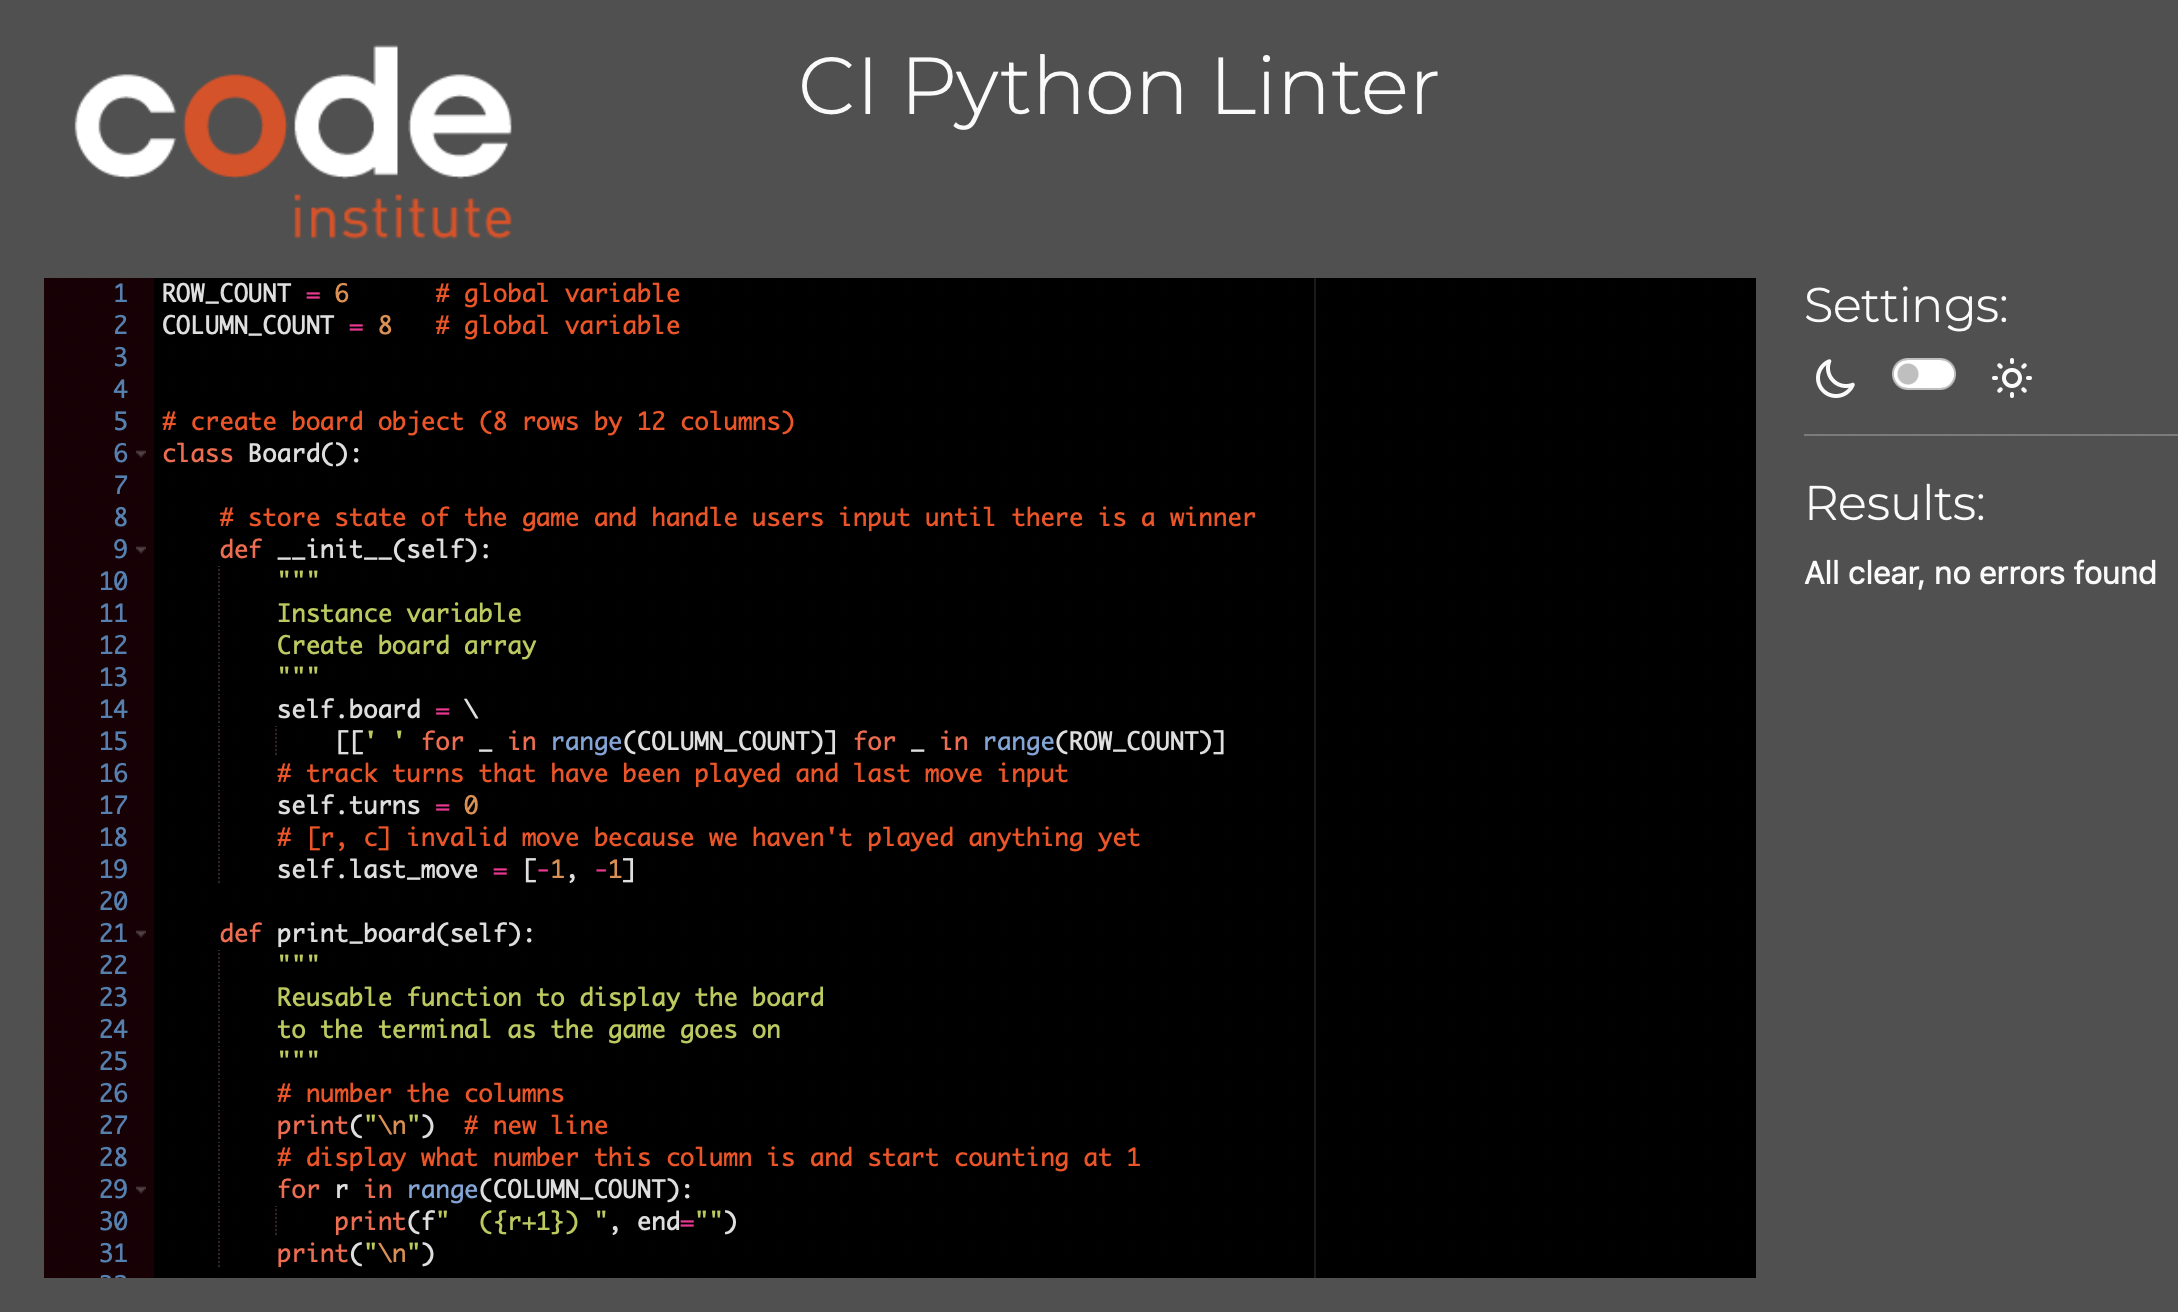 code
institute
CI Python Linter
1 ROW_COUNT = 6      # global variable
2 COLUMN_COUNT = 8   # global variable
3
4
5 # create board object (8 rows by 12 columns)
6 class Board():
7
8     # store state of the game and handle users input until there is a winner
9     def __init__(self):
10         """
11         Instance variable
12         Create board array
13         """
14         self.board = \
15             [[' ' for _ in range(COLUMN_COUNT)] for _ in range(ROW_COUNT)]
16         # track turns that have been played and last move input
17         self.turns = 0
18         # [r, c] invalid move because we haven't played anything yet
19         self.last_move = [-1, -1]
20
21     def print_board(self):
22         """
23         Reusable function to display the board
24         to the terminal as the game goes on
25         """
26         # number the columns
27         print("\n")  # new line
28         # display what number this column is and start counting at 1
29         for r in range(COLUMN_COUNT):
30             print(f"  ({r+1}) ", end="")
31         print("\n")
Settings:
Results:
All clear, no errors found